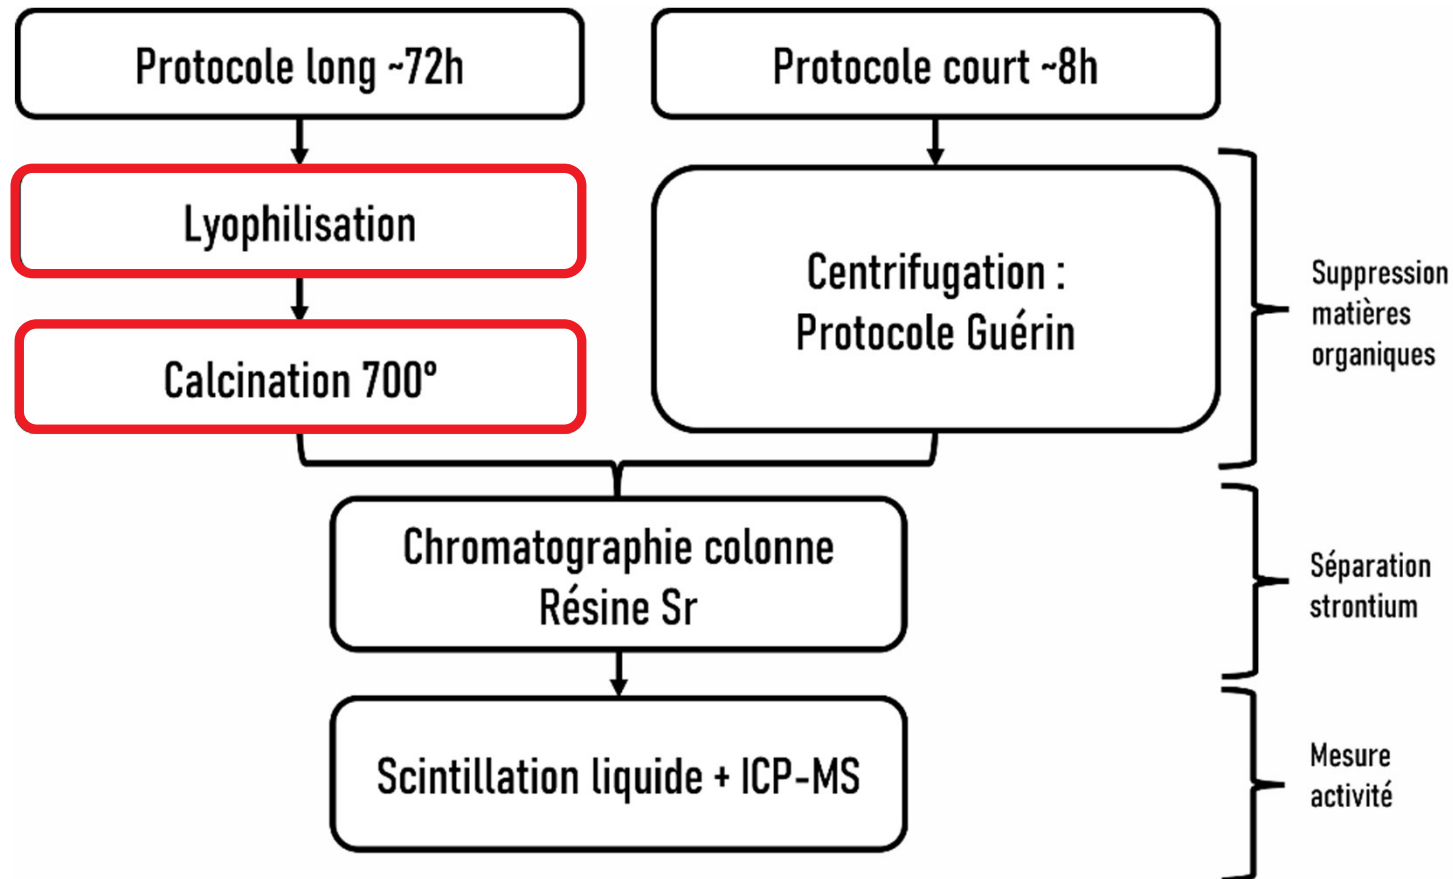 Protocole long ~72h
Protocole court ~8h
Lyophilisation
Calcination 700°
Centrifugation :
Protocole Guérin
Suppression
matières
organiques
Chromatographie colonne
Résine Sr
Séparation
strontium
Scintillation liquide + ICP-MS
Mesure
activité